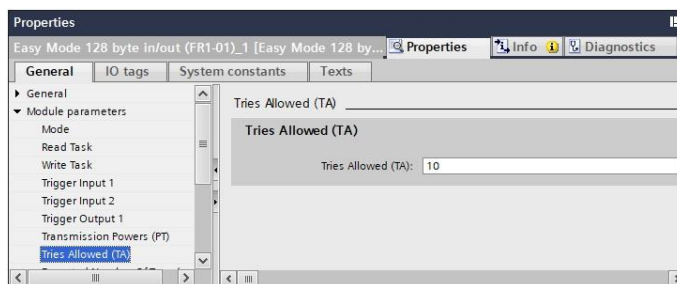 Properties
Easy Mode 128 byte in/out (FR1-01)_1 [Easy Mode 128 by... Properties Info Diagnostics
General IO tags System constants Texts
General
Module parameters
Mode
Read Task
Write Task
Trigger Input 1
Trigger Input 2
Trigger Output 1
Transmission Powers (PT)
Tries Allowed (TA)
Tries Allowed (TA)
Tries Allowed (TA)
Tries Allowed (TA): 10